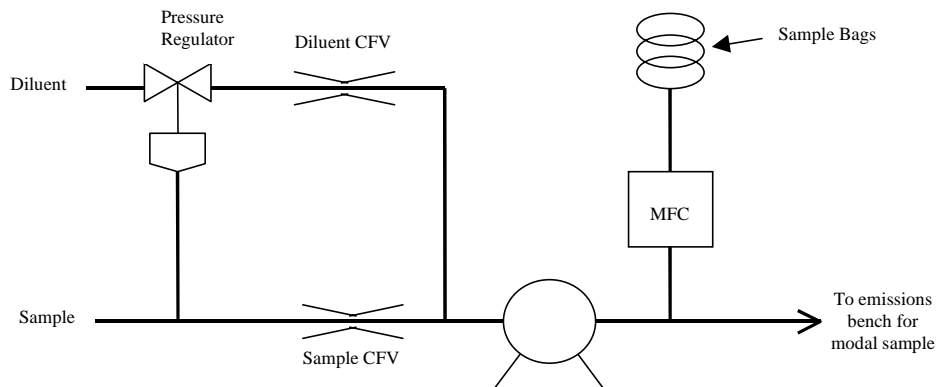 Pressure
Regulator
Diluent CFV
Sample Bags
Diluent
MFC
Sample
Sample CFV
To emissions
bench for
modal sample